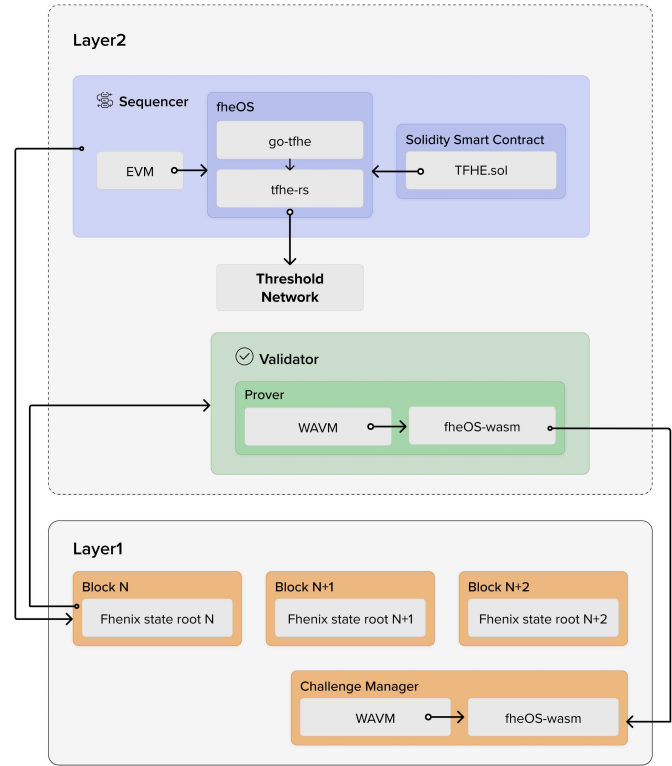 Layer2
Sequencer
fheOS
go-tfhe
Solidity Smart Contract
EVM
tfhe-rs
TFHE.sol
Threshold
Network
Validator
Prover
WAVM
fheOS-wasm
Layer1
Block N
Block N+1
Block N+2
Fhenix state root N
Fhenix state root N+1
Fhenix state root N+2
Challenge Manager
WAVM
fheOS-wasm